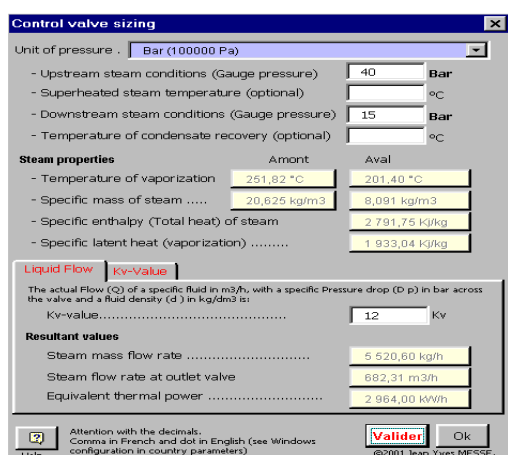 Control valve sizing
Unit of pressure . Bar (100000 Pa)
- Upstream steam conditions (Gauge pressure) 40 Bar
- Superheated steam temperature (optional) °C
- Downstream steam conditions (Gauge pressure) 15 Bar
- Temperature of condensate recovery (optional) °C
Steam properties Amont Aval
- Temperature of vaporization 251,82 °C 201,40 °C
- Specific mass of steam ..... 20,625 kg/m3 8,091 kg/m3
- Specific enthalpy (Total heat) of steam 2 791,75 Kj/kg
- Specific latent heat (vaporization) ......... 1 933,04 Kj/kg
Liquid Flow Kv-Value
The actual Flow (Q) of a specific fluid in m3/h, with a specific Pressure drop (D p) in bar across
the valve and a fluid density (d ) in kg/dm3 is:
Kv-value............................... 12 Kv
Resultant values
Steam mass flow rate ............................. 5 520,60 kg/h
Steam flow rate at outlet valve 682,31 m3/h
Equivalent thermal power ............................ 2 964,00 kW/h
Attention with the decimals.
Comma in French and dot in English (see Windows
configuration in country parameters)
Help
Valider Ok
©2001 Jean Yves MESSE.